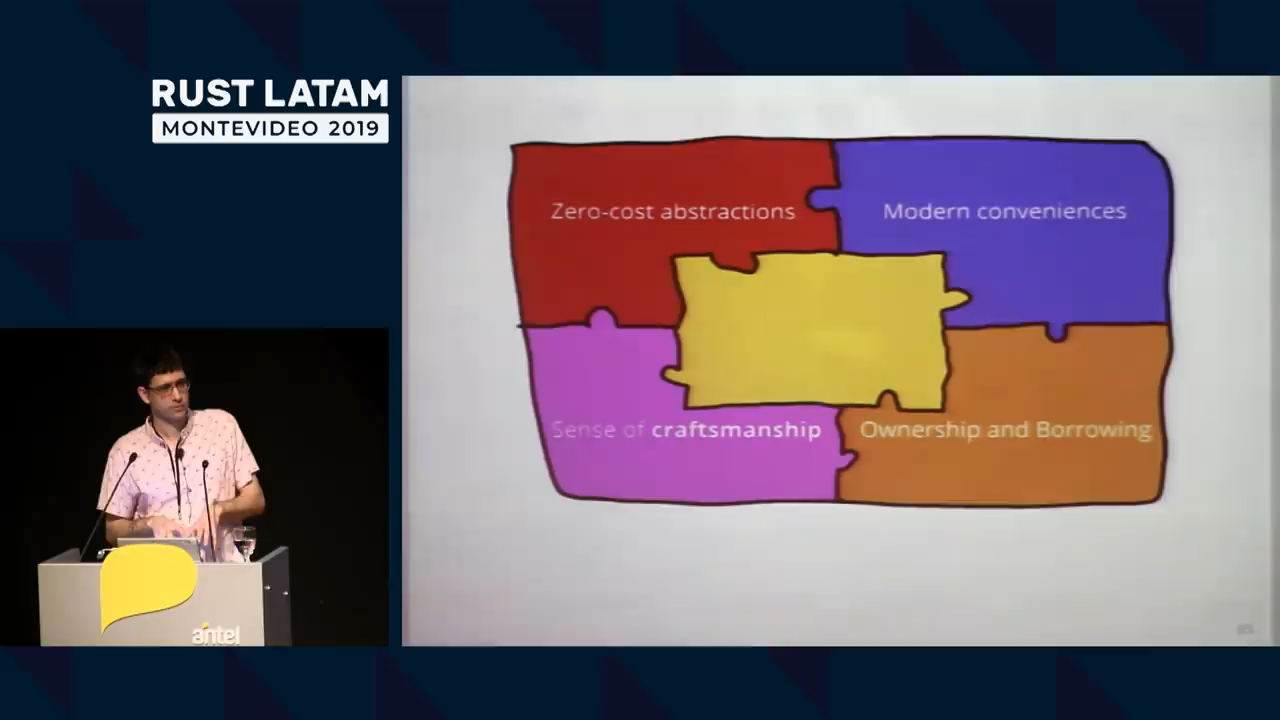 RUST LATAM
MONTEVIDEO 2019
Zero-cost abstractions
Modern conveniences
Sense of craftsmanship
Ownership and Borrowing
antel